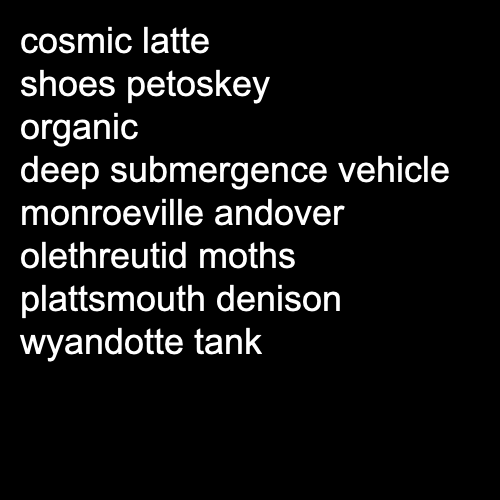 cosmic latte
shoes petoskey
organic
deep submergence vehicle
monroeville andover
olethreutid moths
plattsmouth denison
wyandotte tank